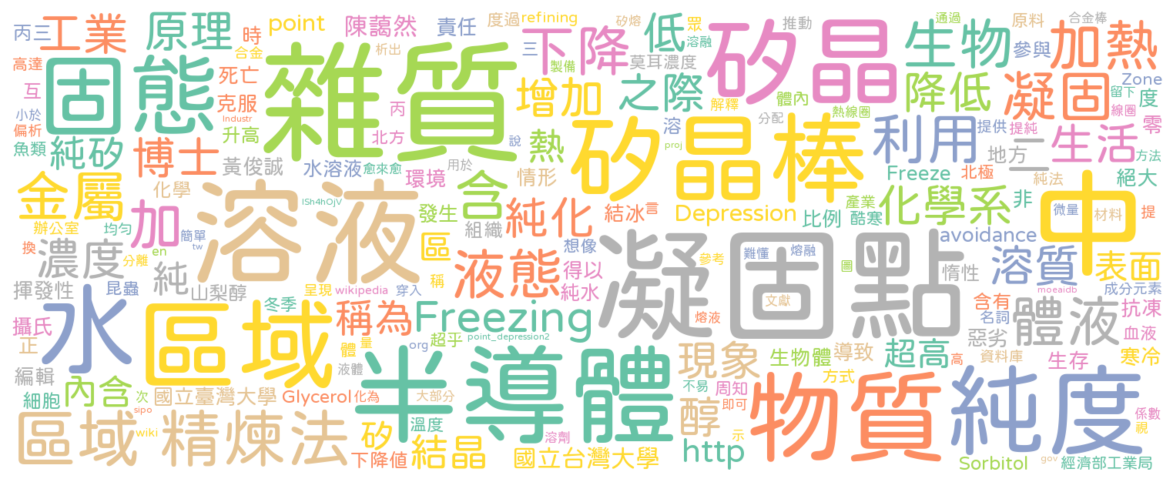 丙三 工業 原理 時 point 陳藹然 責任 度過 refining 矽熔 眾 推動 通過 原料 合金棒
高達 合金 析出 三 製備 下降 低 溶融 莫耳濃度 矽晶 生物 參與 加熱
固態 死亡 雜質 增加 之際 體內 解釋 降低 凝固 Zone 留下 度
互 克服 Industr 丙 北方 熱線圈 分配 線圈 零
小於 偏析 升高 說 熱 溶 proj 利用 提供 提純 生活
魚類 純矽 博士 黃俊誠 水溶液 愈來愈 用於 情形 矽晶棒 地方 二 方法
金屬 化學 環境 含 Freeze 北極 純法 絕大
辦公室 均勻 加 溶液 lSh4hOjV 發生 組織 純化 結冰 言 Depression 比例 產業 酷寒 化學系 非 微量 材料 提 中
換 簡單 tw 區 想像 avoidance
濃度 分離 en 純 稱 液態 得以 凝固點 參考 難懂 熔融 惰性 溶質 表面
揮發性 山梨醇 純水 圖 文獻 成分元素
昆蟲 冬季 呈現 wikipedia 穿入 moeaidb
攝氏 水 區域 稱為 Freezing 熔液 含有 名詞 體液 抗凍
正 量 超乎 point_depression2 惡劣 血液
編輯 體 液體 org 半導體 現象 生物體 導致 超高 高 資料庫 生存 寒冷
細胞 內含 次 國立臺灣大學 Glycerol 化為 大部分 不易 周知 方式
sipo 即可 物質 純度 係數
區域 精煉法 wiki 矽 溫度 溶劑 醇 示 視
下降值 結晶 國立台灣大學 http Sorbitol gov 經濟部工業局